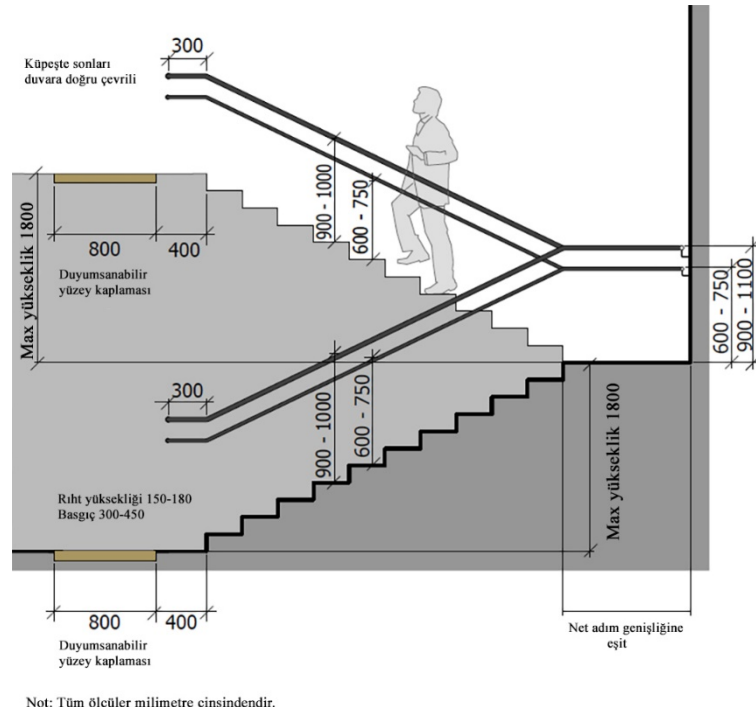 300
Küpeşte sonları
duvara doğru çevrili
900 - 1000
600 - 750
Max yükseklik 1800
800
400
Duyumsanabilir
yüzey kaplaması
600 - 750
900 - 1100
300
900 - 1000
600 - 750
Max yükseklik 1800
Rıht yüksekliği 150-180
Basgıç 300-450
800
400
Duyumsanabilir
yüzey kaplaması
Net adım genişliğine
eşit
Not: Tüm ölçüler milimetre cinsindendir.